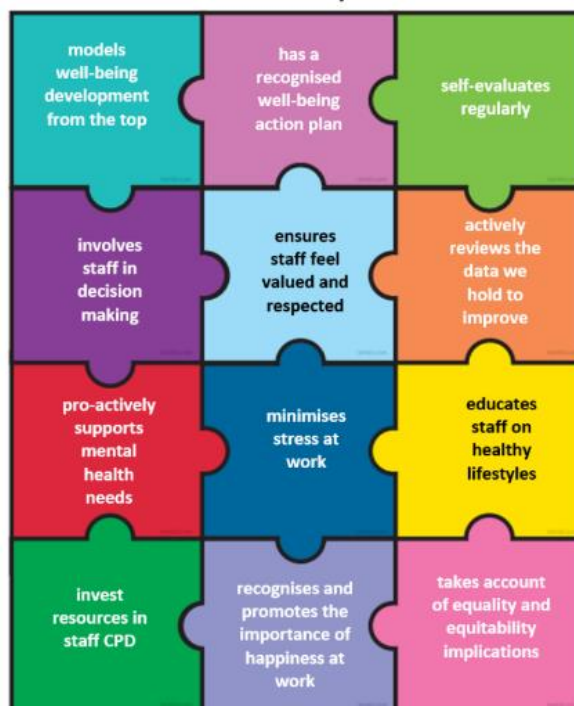 models
well-being
development
from the top
has a
recognised
well-being
action plan
self-evaluates
regularly
involves
staff in
decision
making
ensures
staff feel
valued and
respected
actively
reviews the
data we
hold to
improve
pro-actively
supports
mental
health
needs
minimises
stress at
work
educates
staff on
healthy
lifestyles
invest
resources in
staff CPD
recognises and
promotes the
importance of
happiness at
work
takes account
of equality and
equitability
implications